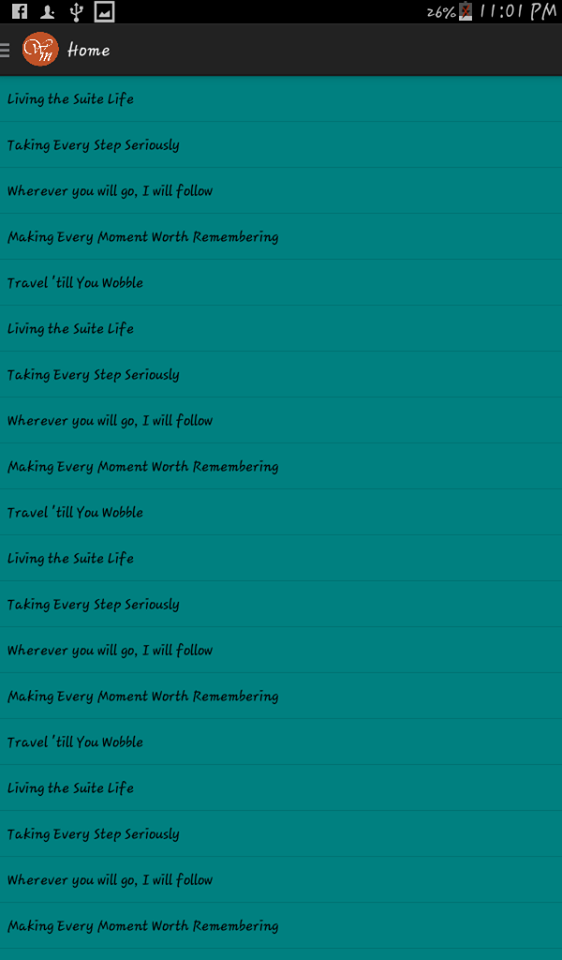 26% 11:01 PM
Wm Home
Living the Suite Life
Taking Every Step Seriously
Wherever you will go, I will follow
Making Every Moment Worth Remembering
Travel 'till You Wobble
Living the Suite Life
Taking Every Step Seriously
Wherever you will go, I will follow
Making Every Moment Worth Remembering
Travel 'till You Wobble
Living the Suite Life
Taking Every Step Seriously
Wherever you will go, I will follow
Making Every Moment Worth Remembering
Travel 'till You Wobble
Living the Suite Life
Taking Every Step Seriously
Wherever you will go, I will follow
Making Every Moment Worth Remembering